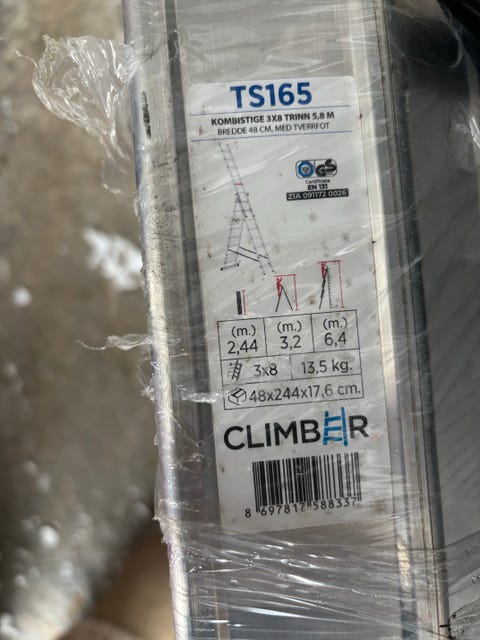 TS165
KOMBISTIGE 3X8 TRINN 5,8 M
BREDDE 48 CM, MED TVERRFOT
GS
Certificate
EN 131
Z1A 091172 0026
(m.) (m.) (m.)
2,44 3,2 6,4
3x8 13,5 kg.
48x244x17,6 cm.
CLIMBER
8 697817 588337